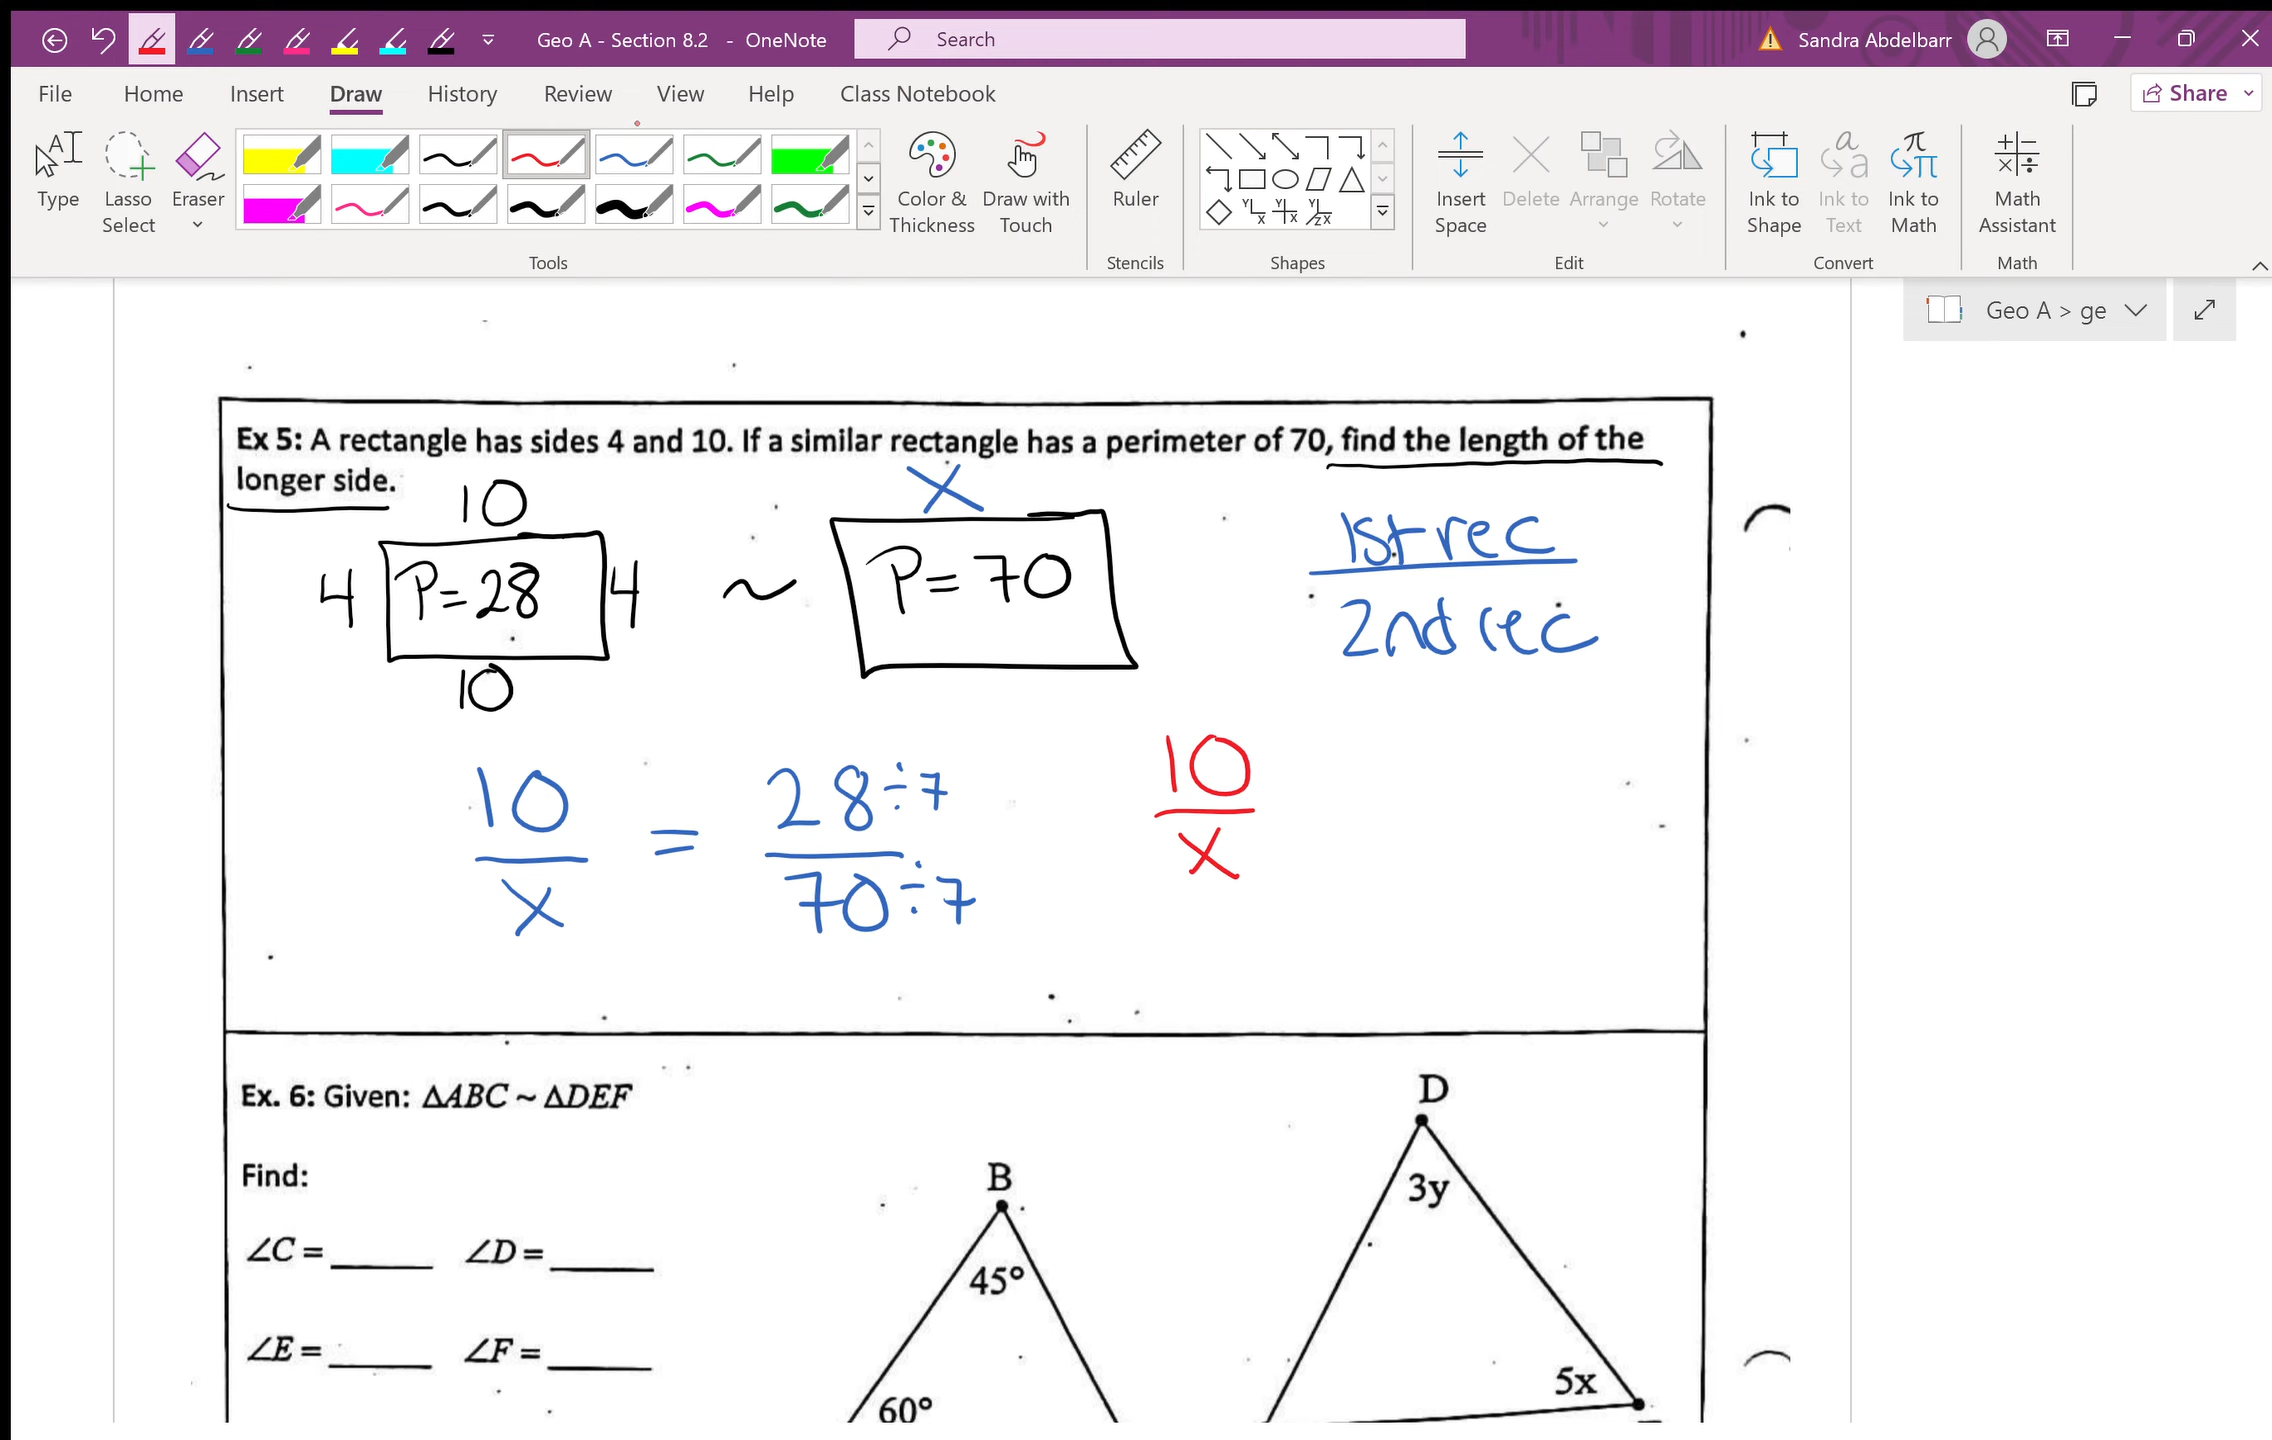 Geo A - Section 8.2 - OneNote
Search
Sandra Abdelbarr
File Home Insert Draw History Review View Help Class Notebook
Share
Type
Lasso Select
Eraser
Color & Thickness
Draw with Touch
Ruler
Insert Space
Delete
Arrange
Rotate
Ink to Shape
Ink to Text
Ink to Math
Math Assistant
Tools
Stencils
Shapes
Edit
Convert
Math
Geo A > ge
Ex 5: A rectangle has sides 4 and 10. If a similar rectangle has a perimeter of 70, find the length of the
longer side.
10
x
4 P=28 4 ~ P=70
10
1st rec
2nd rec
10/x = 28÷7/70÷7
10/x
Ex. 6: Given: ΔABC ~ ΔDEF
Find:
∠C = ____ ∠D = ____
∠E = ____ ∠F = ____
B
45°
60°
D
3y
5x